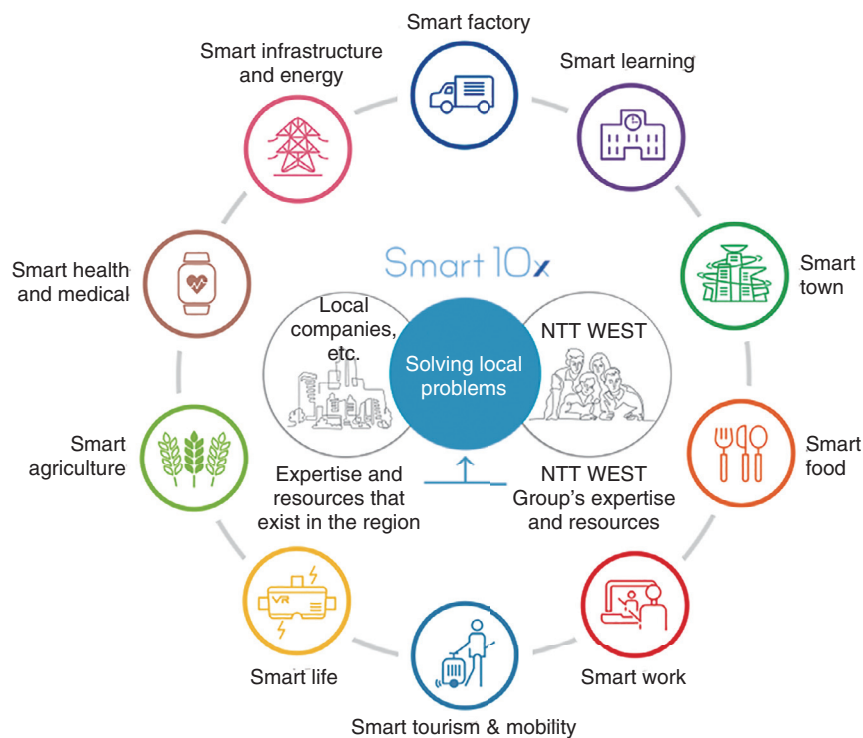 Smart factory
Smart infrastructure
and energy
Smart learning
Smart health
and medical
Smart 10x
Smart
town
Local
companies,
etc.
Solving local
problems
NTT WEST
Smart
agriculture
Expertise and
resources that
exist in the region
NTT WEST
Group's expertise
and resources
Smart
food
VR
Smart life
Smart work
Smart tourism & mobility